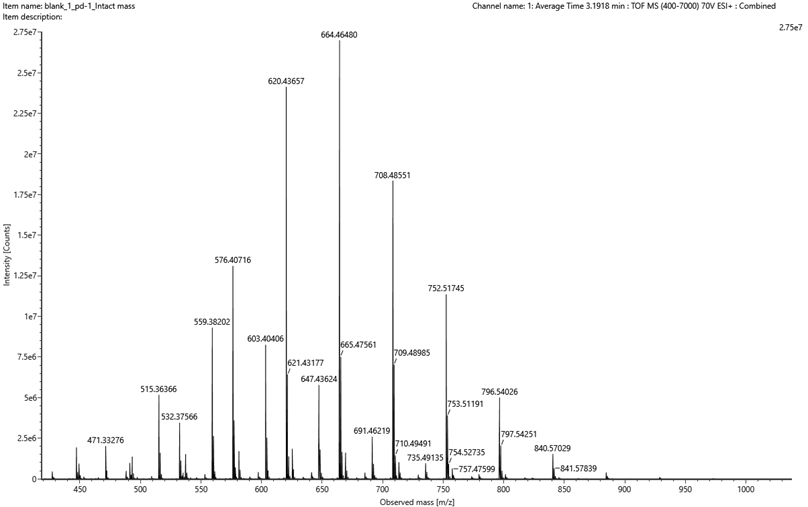 Item name: blank_1_pd-1_Intact mass
Channel name: 1: Average Time 3.1918 min : TOF MS (400-7000) 70V ESI+ : Combined
Item description:
2.75e7
2.75e7
664.46480
2.5e7
620.43657
2.25e7
2e7
708.48551
1.75e7
1.5e7
576.40716
1.25e7
752.51745
1e7
559.38202
603.40406
665.47561
709.48985
7.5e6
621.43177
647.43624
515.36366
796.54026
753.51191
5e6
532.37566
691.46219
797.54251
2.5e6
471.33276
710.49491
754.52735
840.57029
735.49135
757.47599
841.57839
0
450
500
550
600
650
700
750
800
850
900
950
1000
Intensity [Counts]
Observed mass [m/z]